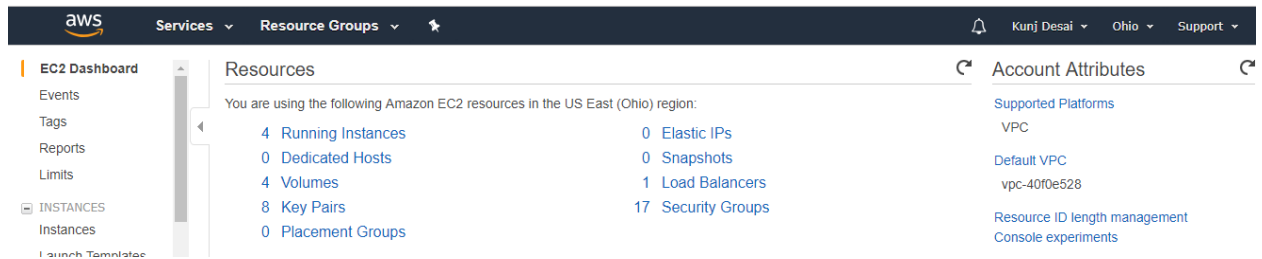 aws Services Resource Groups Kunj Desai Ohio Support
EC2 Dashboard
Events
Tags
Reports
Limits
INSTANCES
Instances
Launch Templates
Resources
You are using the following Amazon EC2 resources in the US East (Ohio) region:
4 Running Instances
0 Dedicated Hosts
4 Volumes
8 Key Pairs
0 Placement Groups
0 Elastic IPs
0 Snapshots
1 Load Balancers
17 Security Groups
Account Attributes
Supported Platforms
VPC
Default VPC
vpc-40f0e528
Resource ID length management
Console experiments